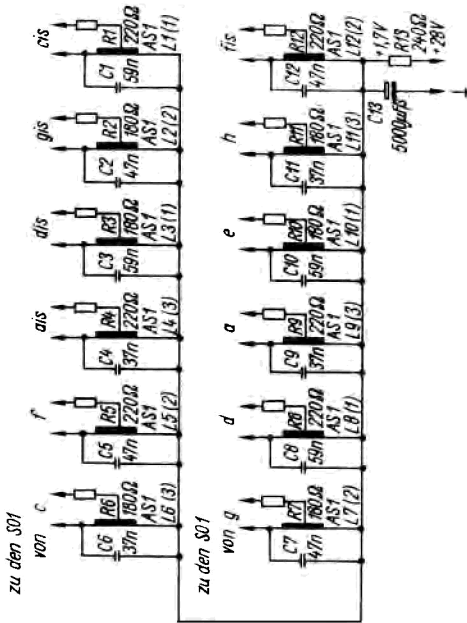 zu den S01
von c
f
ais
dis
gis
cis
C6
37n
R6
180Ω
AS1
L6(3)
C5
47n
R5
220Ω
AS1
L5(2)
C4
37n
R4
220Ω
AS1
L4(3)
C3
59n
R3
180Ω
AS1
L3(1)
C2
47n
R2
180Ω
AS1
L2(2)
C1
59n
R1
220Ω
AS1
L1(1)
zu den S01
von g
d
a
e
h
fis
C7
47n
R7
180Ω
AS1
L7(2)
C8
59n
R8
220Ω
AS1
L8(1)
C9
37n
R9
220Ω
AS1
L9(3)
C10
59n
R10
180Ω
AS1
L10(1)
C11
37n
R11
180Ω
AS1
L11(3)
C12
47n
R12
220Ω
AS1
L12(2)
+1,7V
R13
240Ω
+28V
C13
5000µ/6